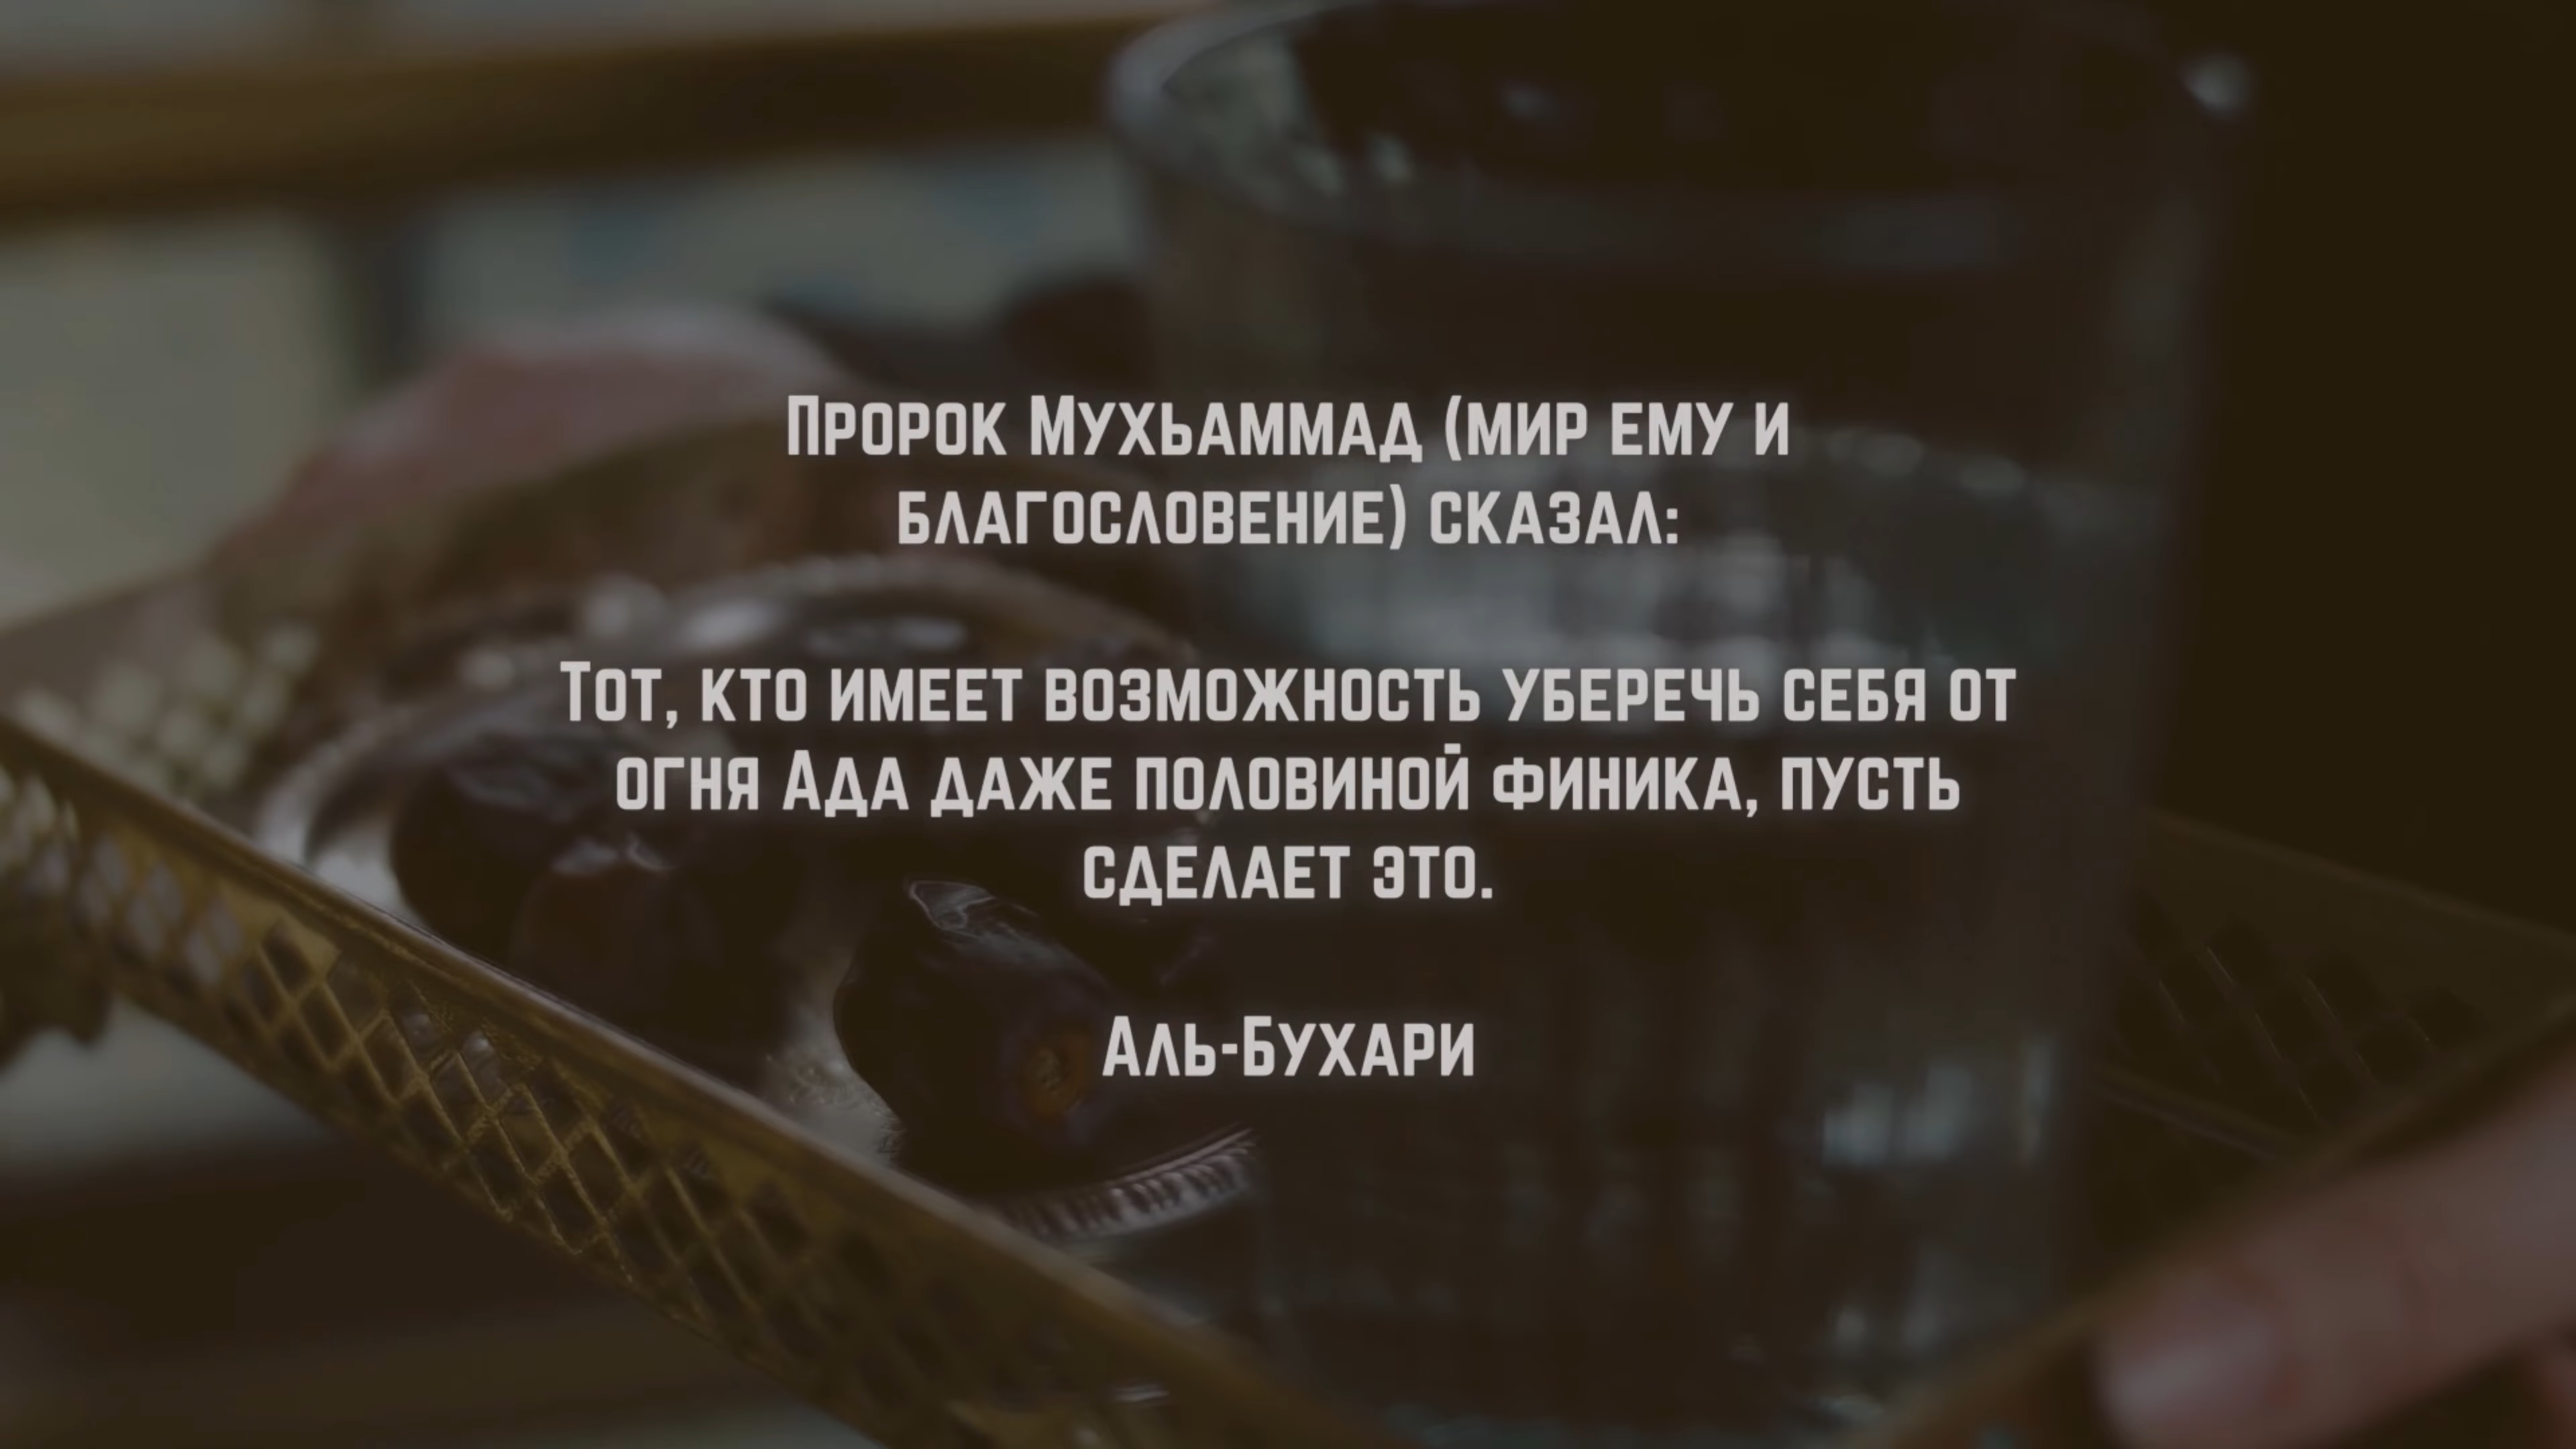 Пророк Мухьаммад (мир ему и
благословение) сказал:
Тот, кто имеет возможность уберечь себя от
огня Ада даже половиной финика, пусть
сделает это.
Аль-Бухари